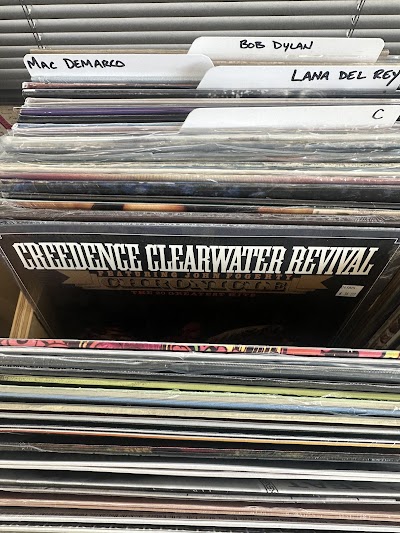 BOB DYLAN
MAC DEMARCO
LANA DEL REY
C
CREEDENCE CLEARWATER REVIVAL
FEATURING JOHN FOGERTY
CHRONICLE
THE 20 GREATEST HITS